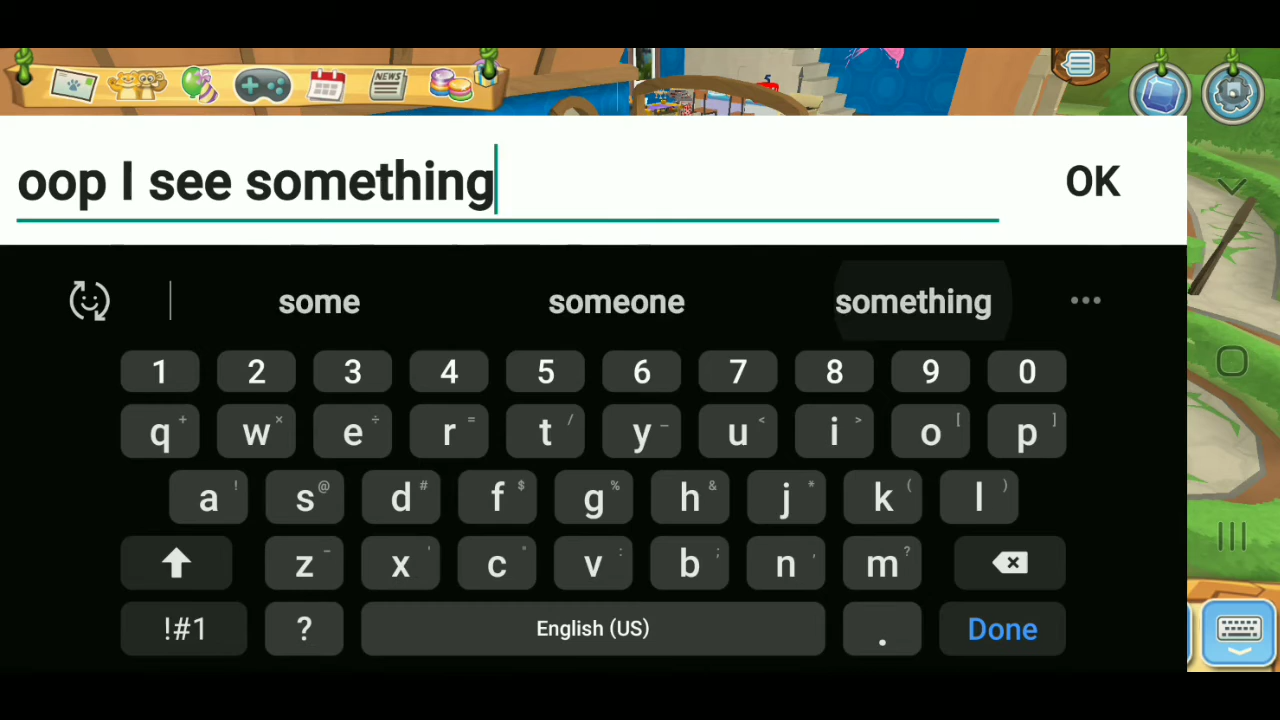 NEWS
5
oop I see something
OK
some someone something
1 2 3 4 5 6 7 8 9 0
q + w × e ÷ r = t / y _ u < i > o [ p ]
a ! s @ d # f $ g % h & j * k ( l )
z - x ' c " v : b ; n , m ?
!#1 ? English (US) . Done